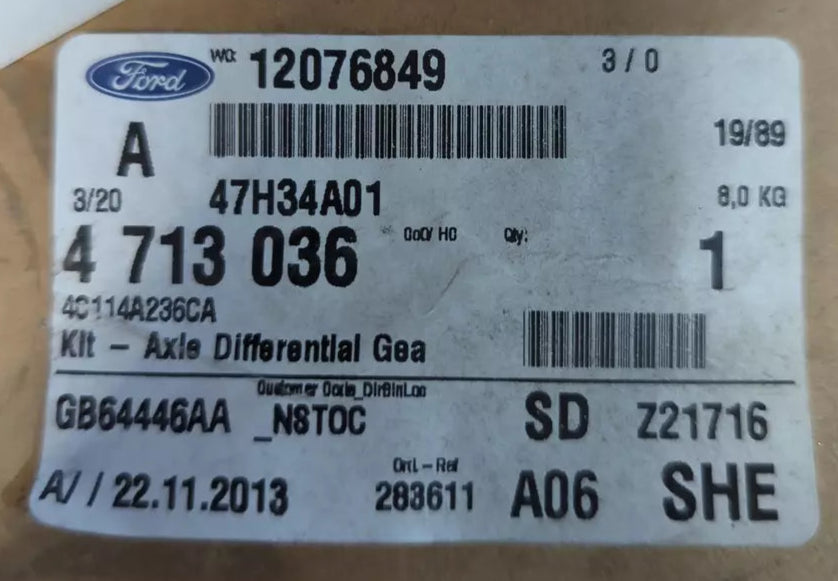 Ford WO: 12076849 3 / 0
A 19/89
3/20 47H34A01 8,0 KG
4 713 036 CoO/ HC Qty: 1
4C114A236CA
Kit - Axle Differential Gea
Customer Code_DlrBinLoc
GB64446AA _N8TOC SD Z21716
Ord.-Ref
A/ / 22.11.2013 283611 A06 SHE